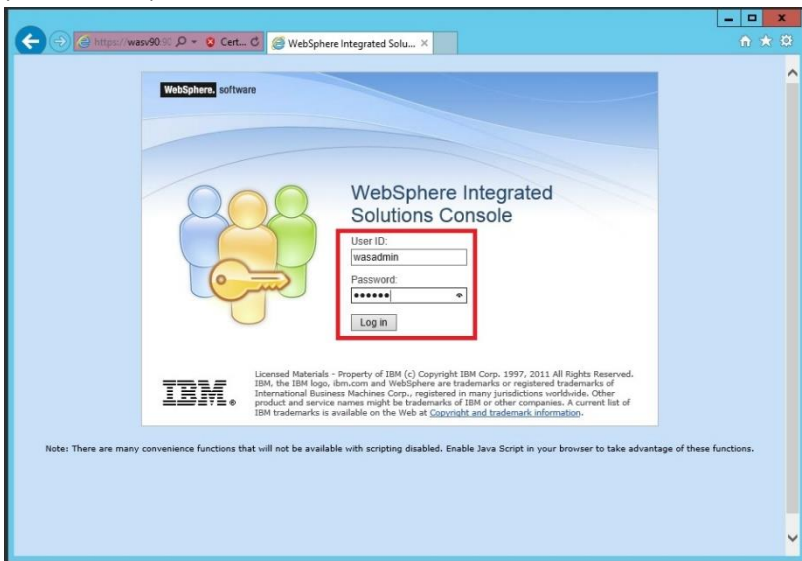 https://wasv90:90 Cert... WebSphere Integrated Solu...
WebSphere. software
WebSphere Integrated
Solutions Console
User ID:
wasadmin
Password:
Log in
Licensed Materials - Property of IBM (c) Copyright IBM Corp. 1997, 2011 All Rights Reserved.
IBM, the IBM logo, ibm.com and WebSphere are trademarks or registered trademarks of
International Business Machines Corp., registered in many jurisdictions worldwide. Other
product and service names might be trademarks of IBM or other companies. A current list of
IBM trademarks is available on the Web at Copyright and trademark information.
IBM®
Note: There are many convenience functions that will not be available with scripting disabled. Enable Java Script in your browser to take advantage of these functions.